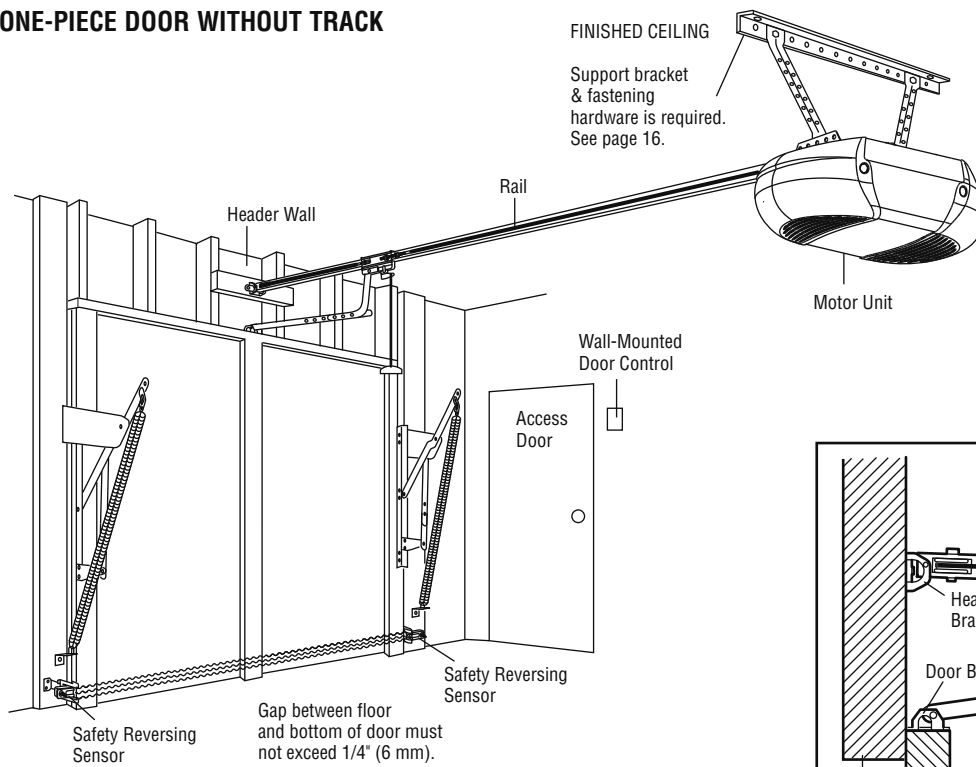 ONE-PIECE DOOR WITHOUT TRACK
FINISHED CEILING
Support bracket
& fastening
hardware is required.
See page 16.
Rail
Header Wall
Motor Unit
Wall-Mounted
Door Control
Access
Door
Safety Reversing
Sensor
Gap between floor
and bottom of door must
not exceed 1/4" (6 mm).
Safety Reversing
Sensor
Door